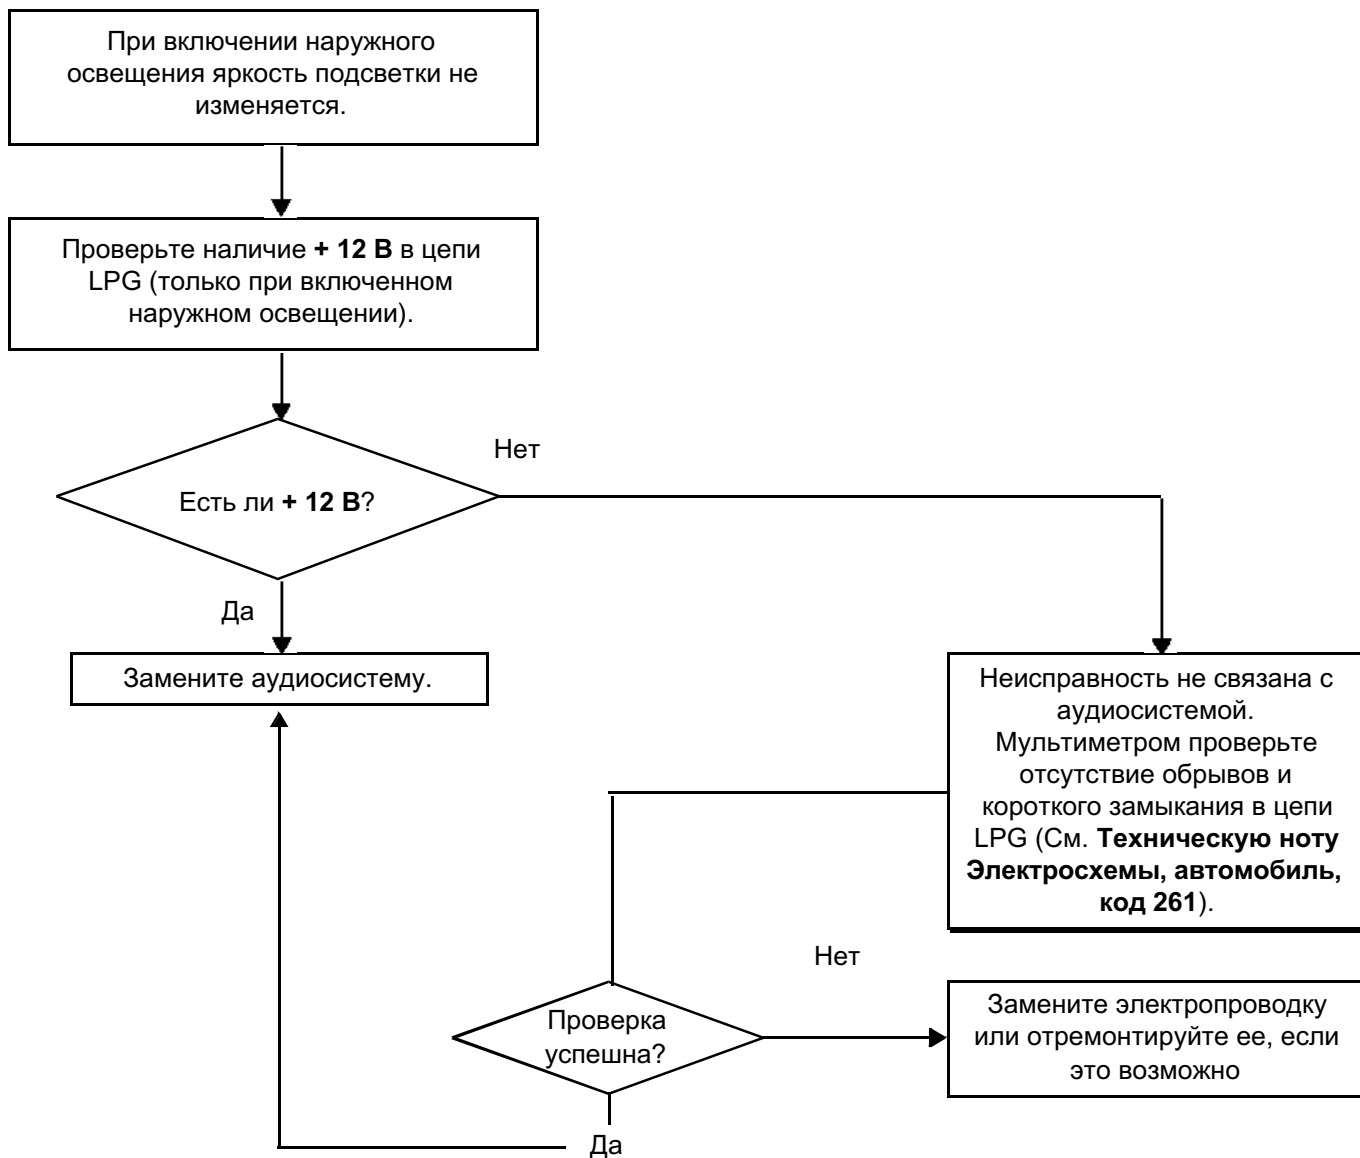 При включении наружного
освещения яркость подсветки не
изменяется.
Проверьте наличие + 12 В в цепи
LPG (только при включенном
наружном освещении).
Нет
Есть ли + 12 В?
Да
Замените аудиосистему.
Неисправность не связана с
аудиосистемой.
Мультиметром проверьте
отсутствие обрывов и
короткого замыкания в цепи
LPG (См. Техническую ноту
Электросхемы, автомобиль,
код 261).
Нет
Проверка
успешна?
Замените электропроводку
или отремонтируйте ее, если
это возможно
Да